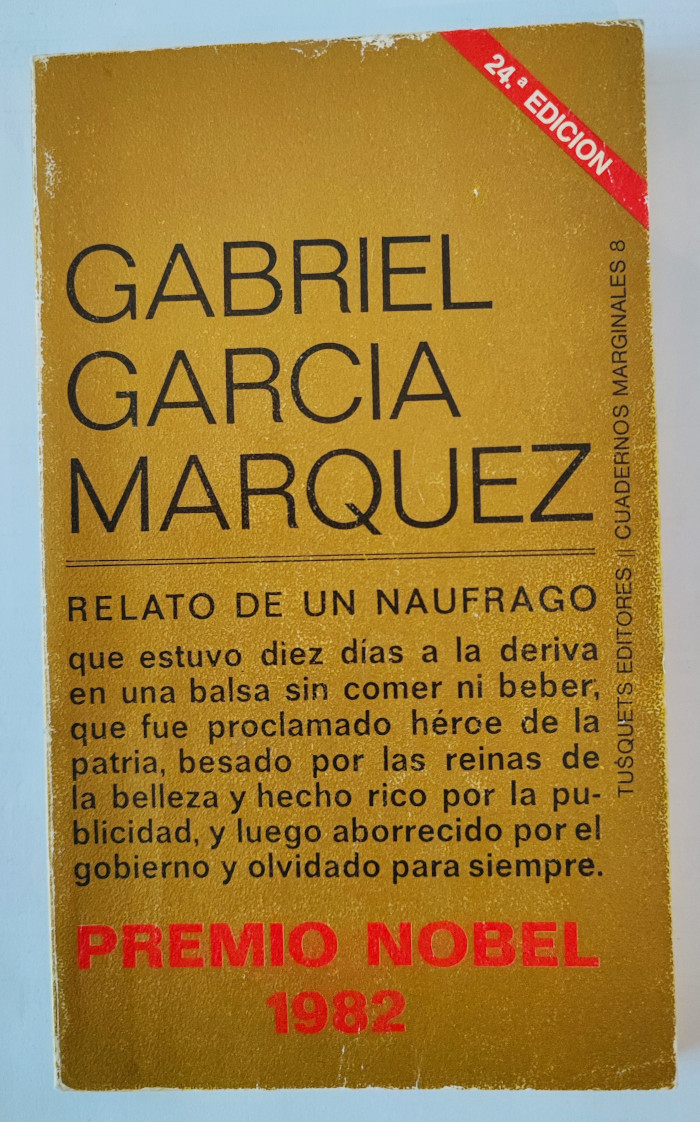 24.ª EDICION
GABRIEL
GARCIA
MARQUEZ
RELATO DE UN NAUFRAGO
que estuvo diez días a la deriva
en una balsa sin comer ni beber,
que fue proclamado héroe de la
patria, besado por las reinas de
la belleza y hecho rico por la pu-
blicidad, y luego aborrecido por el
gobierno y olvidado para siempre.
PREMIO NOBEL
1982
TUSQUETS EDITORES || CUADERNOS MARGINALES 8